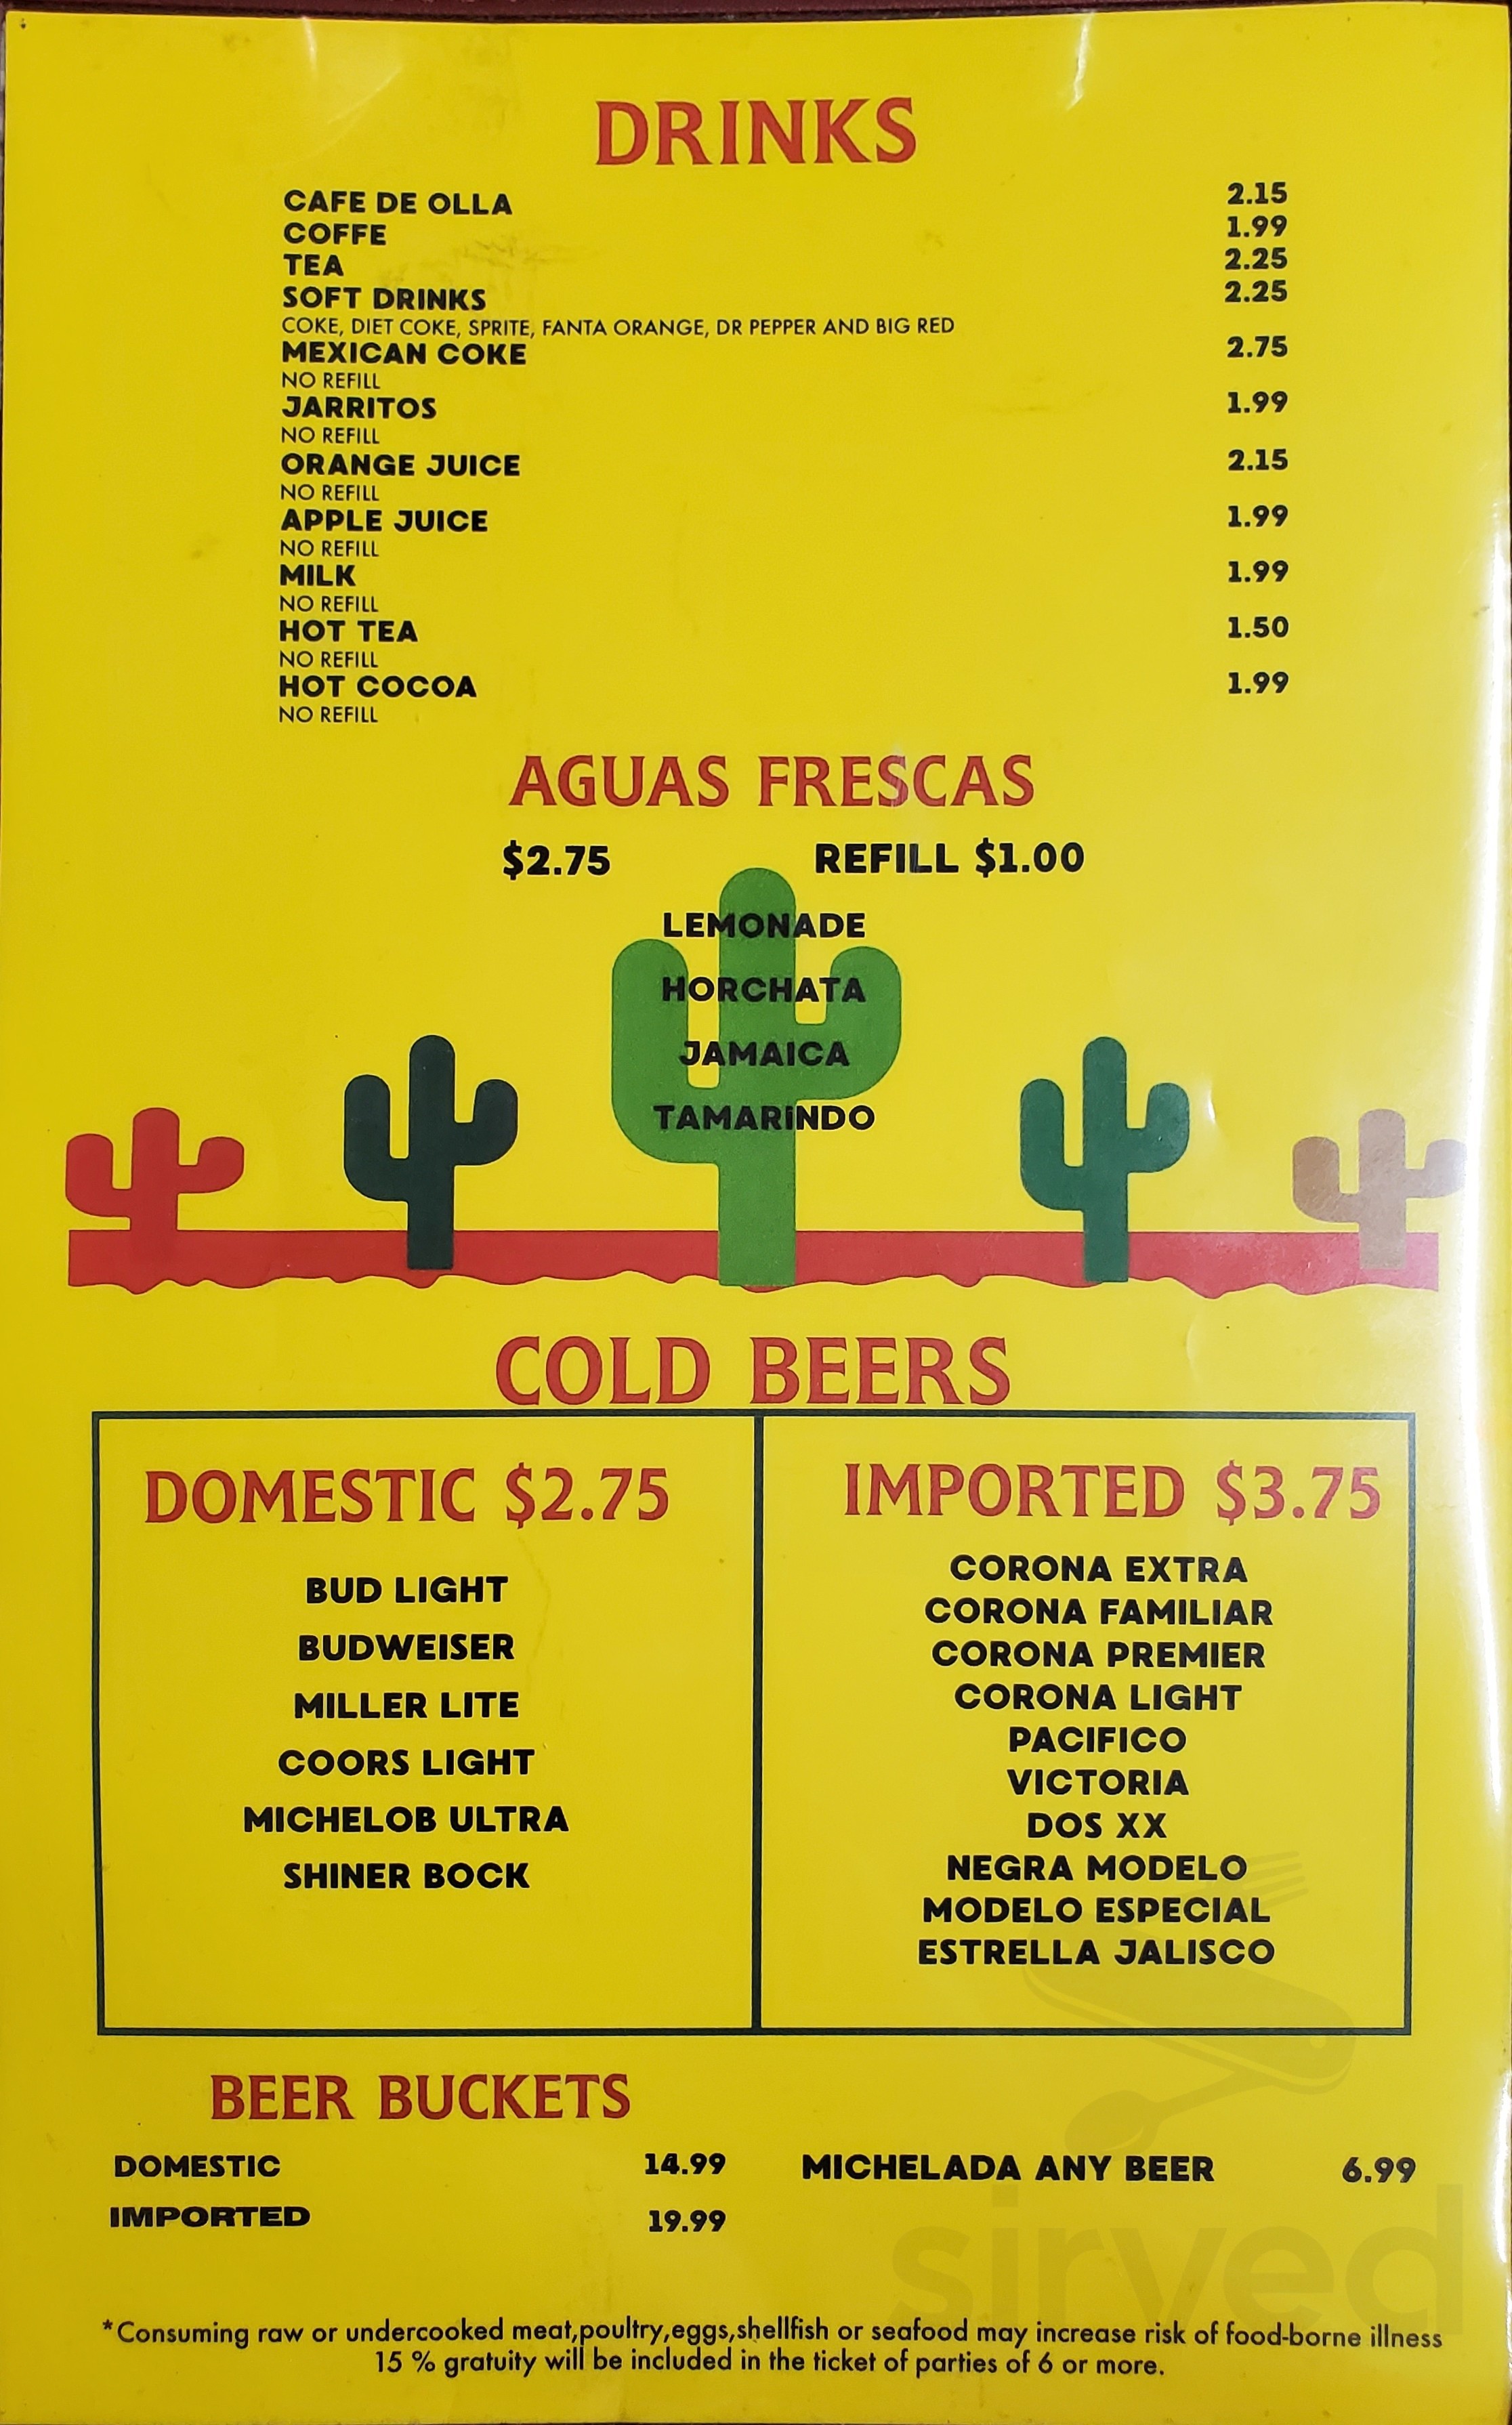 DRINKS
CAFE DE OLLA 2.15
COFFE 1.99
TEA 2.25
SOFT DRINKS 2.25
COKE, DIET COKE, SPRITE, FANTA ORANGE, DR PEPPER AND BIG RED
MEXICAN COKE 2.75
NO REFILL
JARRITOS 1.99
NO REFILL
ORANGE JUICE 2.15
NO REFILL
APPLE JUICE 1.99
NO REFILL
MILK 1.99
NO REFILL
HOT TEA 1.50
NO REFILL
HOT COCOA 1.99
NO REFILL
AGUAS FRESCAS
$2.75 REFILL $1.00
LEMONADE
HORCHATA
JAMAICA
TAMARiNDO
COLD BEERS
DOMESTIC $2.75
BUD LIGHT
BUDWEISER
MILLER LITE
COORS LIGHT
MICHELOB ULTRA
SHINER BOCK
IMPORTED $3.75
CORONA EXTRA
CORONA FAMILIAR
CORONA PREMIER
CORONA LIGHT
PACIFICO
VICTORIA
DOS XX
NEGRA MODELO
MODELO ESPECIAL
ESTRELLA JALISCO
BEER BUCKETS
DOMESTIC 14.99
IMPORTED 19.99
MICHELADA ANY BEER 6.99
sirved
*Consuming raw or undercooked meat,poultry,eggs,shellfish or seafood may increase risk of food-borne illness
15 % gratuity will be included in the ticket of parties of 6 or more.